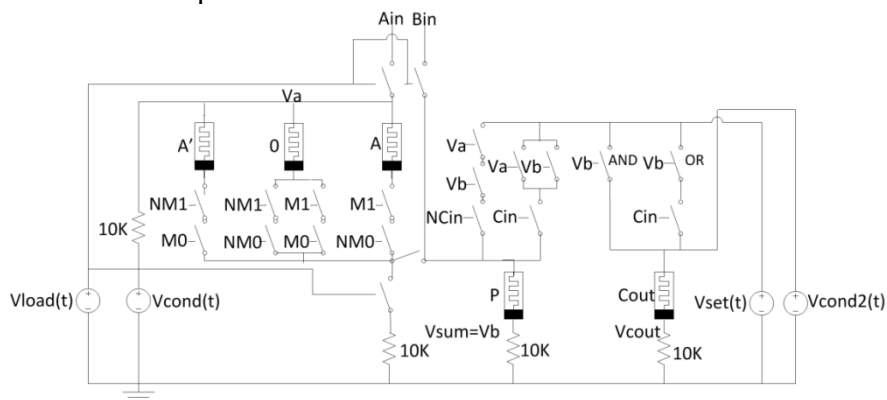 Ain Bin
Va
A' 0 A
Va
Va Vb Vb AND Vb OR
Vb
NM1 NM1 M1 M1 NCin Cin Cin
10K M0 NM0 M0 NM0
P Cout
Vload(t) Vcond(t) Vset(t) Vcond2(t)
Vsum=Vb Vcout
10K 10K 10K